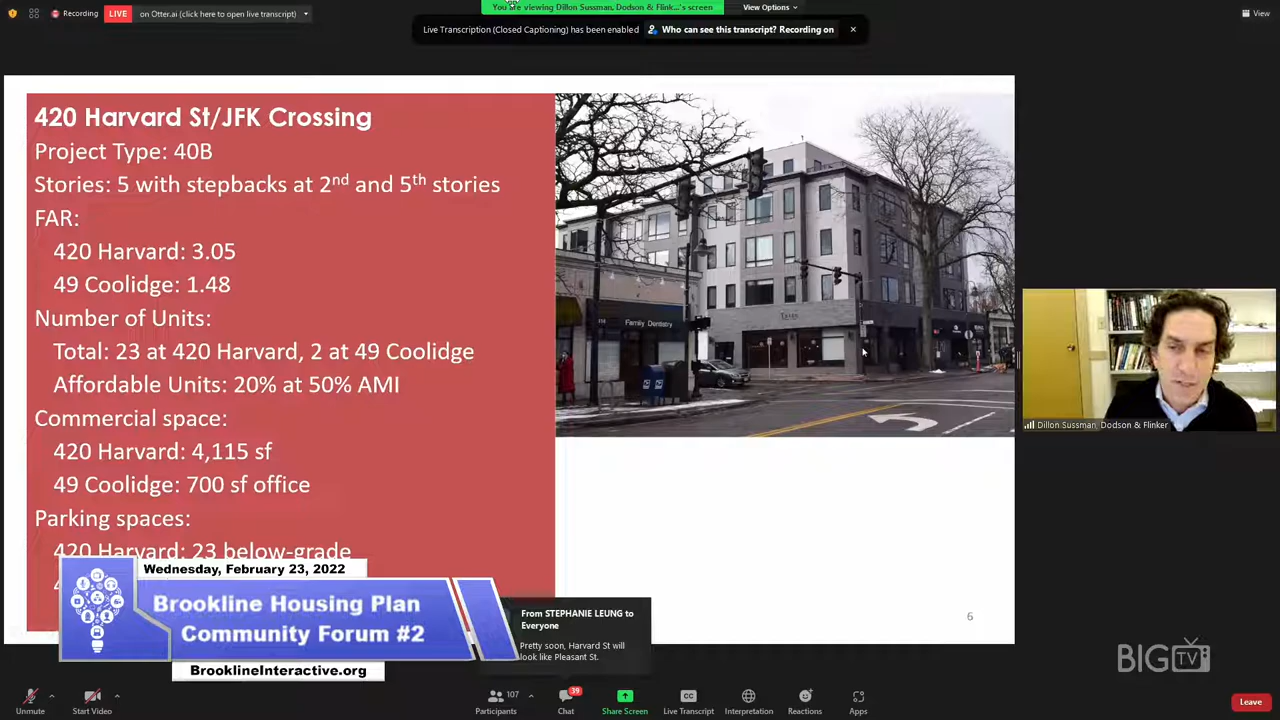 Recording
LIVE
on Otter.ai (click here to open live transcript)
You are viewing Dillon Sussman, Dodson & Flink...'s screen
View Options
View
Live Transcription (Closed Captioning) has been enabled
Who can see this transcript? Recording on
420 Harvard St/JFK Crossing
Project Type: 40B
Stories: 5 with stepbacks at 2nd and 5th stories
FAR:
420 Harvard: 3.05
49 Coolidge: 1.48
Number of Units:
Total: 23 at 420 Harvard, 2 at 49 Coolidge
Affordable Units: 20% at 50% AMI
Commercial space:
420 Harvard: 4,115 sf
49 Coolidge: 700 sf office
Parking spaces:
420 Harvard: 23 below-grade
Family Dentistry
Dillon Sussman, Dodson & Flinker
Wednesday, February 23, 2022
Brookline Housing Plan
Community Forum #2
BrooklineInteractive.org
From STEPHANIE LEUNG to
Everyone
Pretty soon, Harvard St will
look like Pleasant St.
6
BIG TV
Unmute
Start Video
Participants
107
Chat
39
Share Screen
CC
Live Transcript
Interpretation
Reactions
Apps
Leave